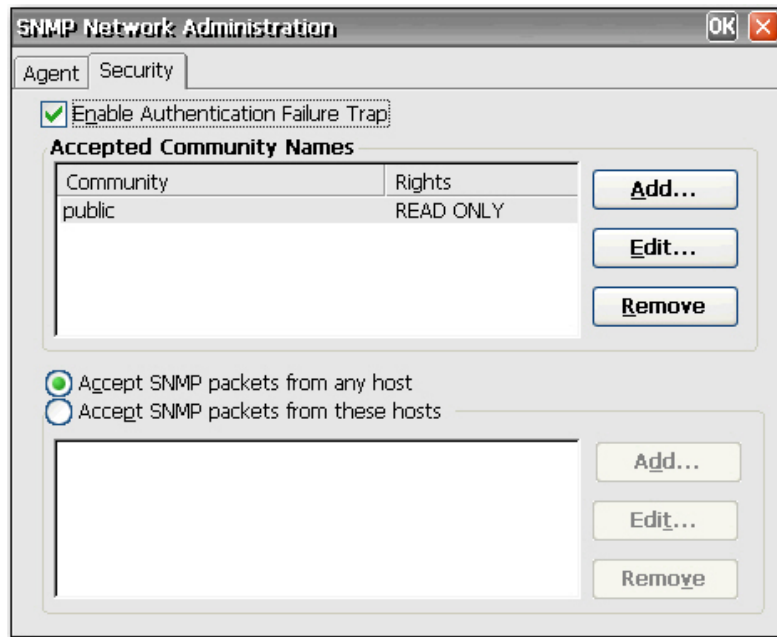 SNMP Network Administration OK
Agent Security
Enable Authentication Failure Trap
Accepted Community Names
Community Rights
public READ ONLY
Add...
Edit...
Remove
Accept SNMP packets from any host
Accept SNMP packets from these hosts
Add...
Edit...
Remove